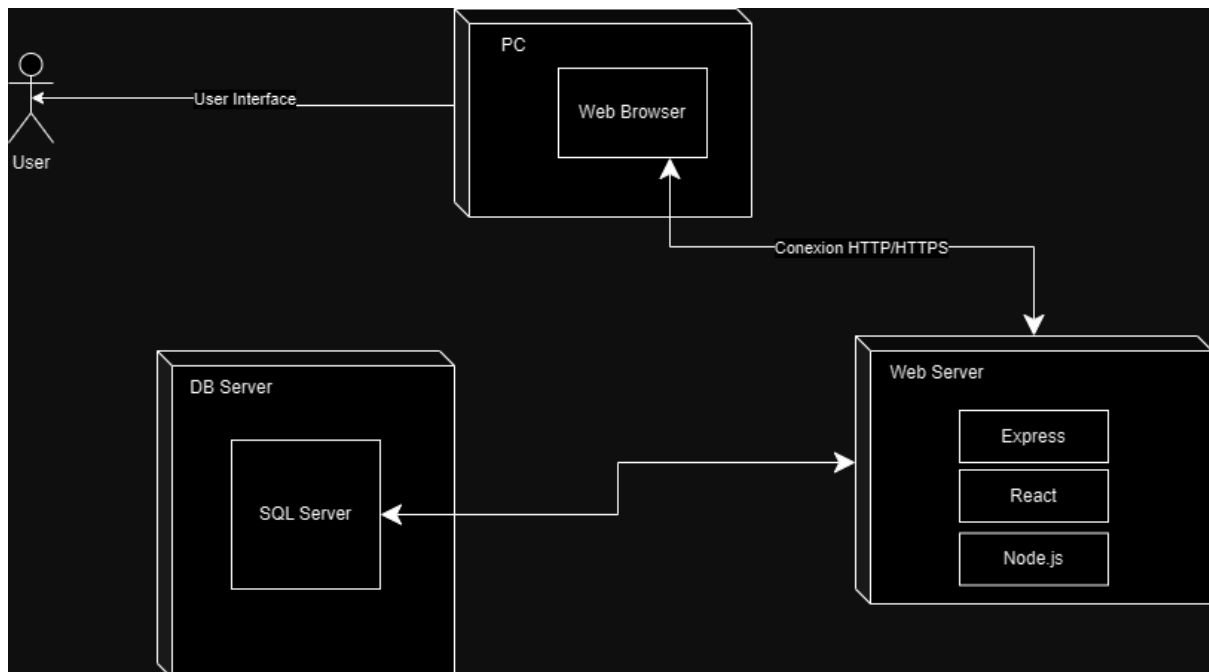 PC
Web Browser
User Interface
User
Conexion HTTP/HTTPS
Web Server
Express
React
Node.js
DB Server
SQL Server